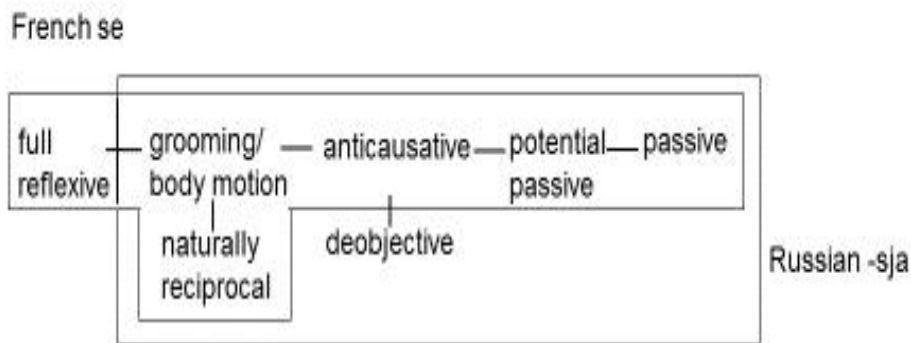 French se
full reflexive
grooming/ body motion
anticausative
potential passive
passive
naturally reciprocal
deobjective
Russian -sja